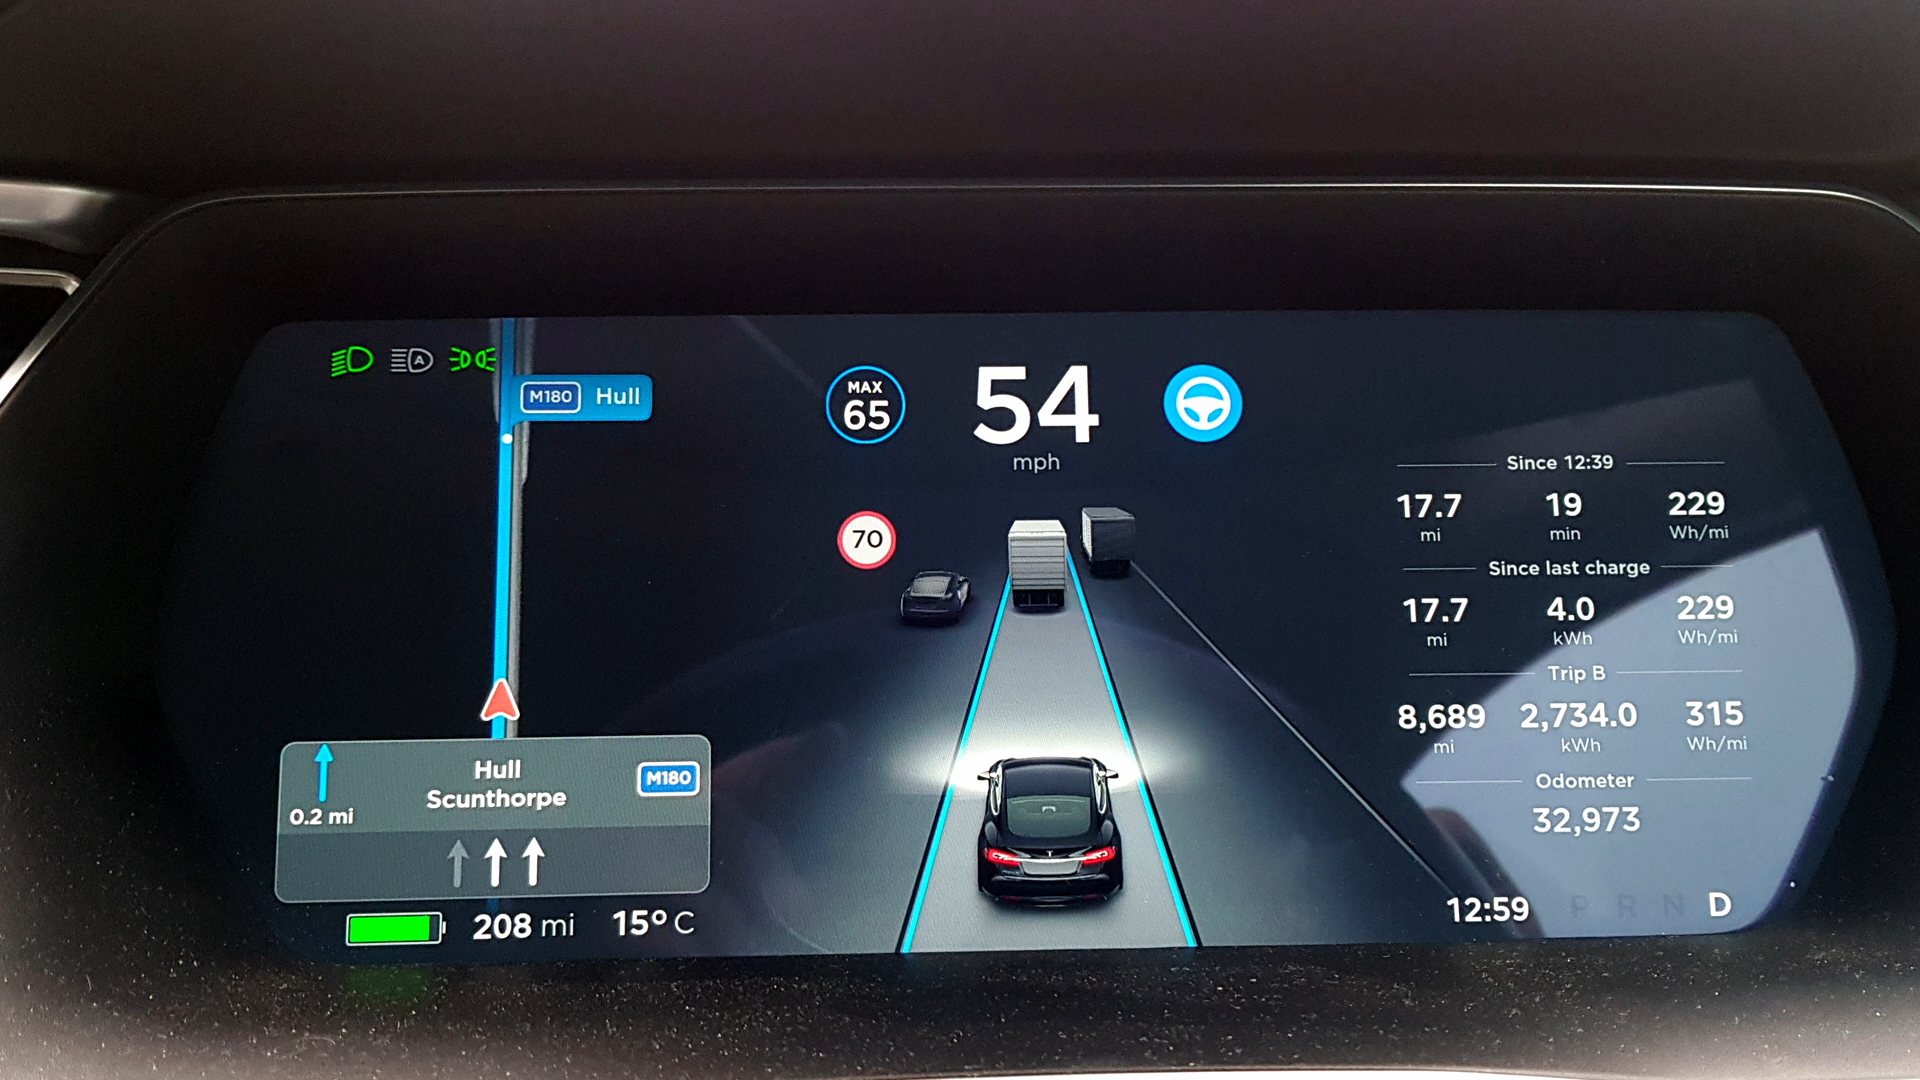 A
M180 Hull
MAX
65
54
mph
70
Hull
Scunthorpe
M180
0.2 mi
208 mi 15° C
Since 12:39
17.7 19 229
mi min Wh/mi
Since last charge
17.7 4.0 229
mi kWh Wh/mi
Trip B
8,689 2,734.0 315
mi kWh Wh/mi
Odometer
32,973
12:59 P R N D